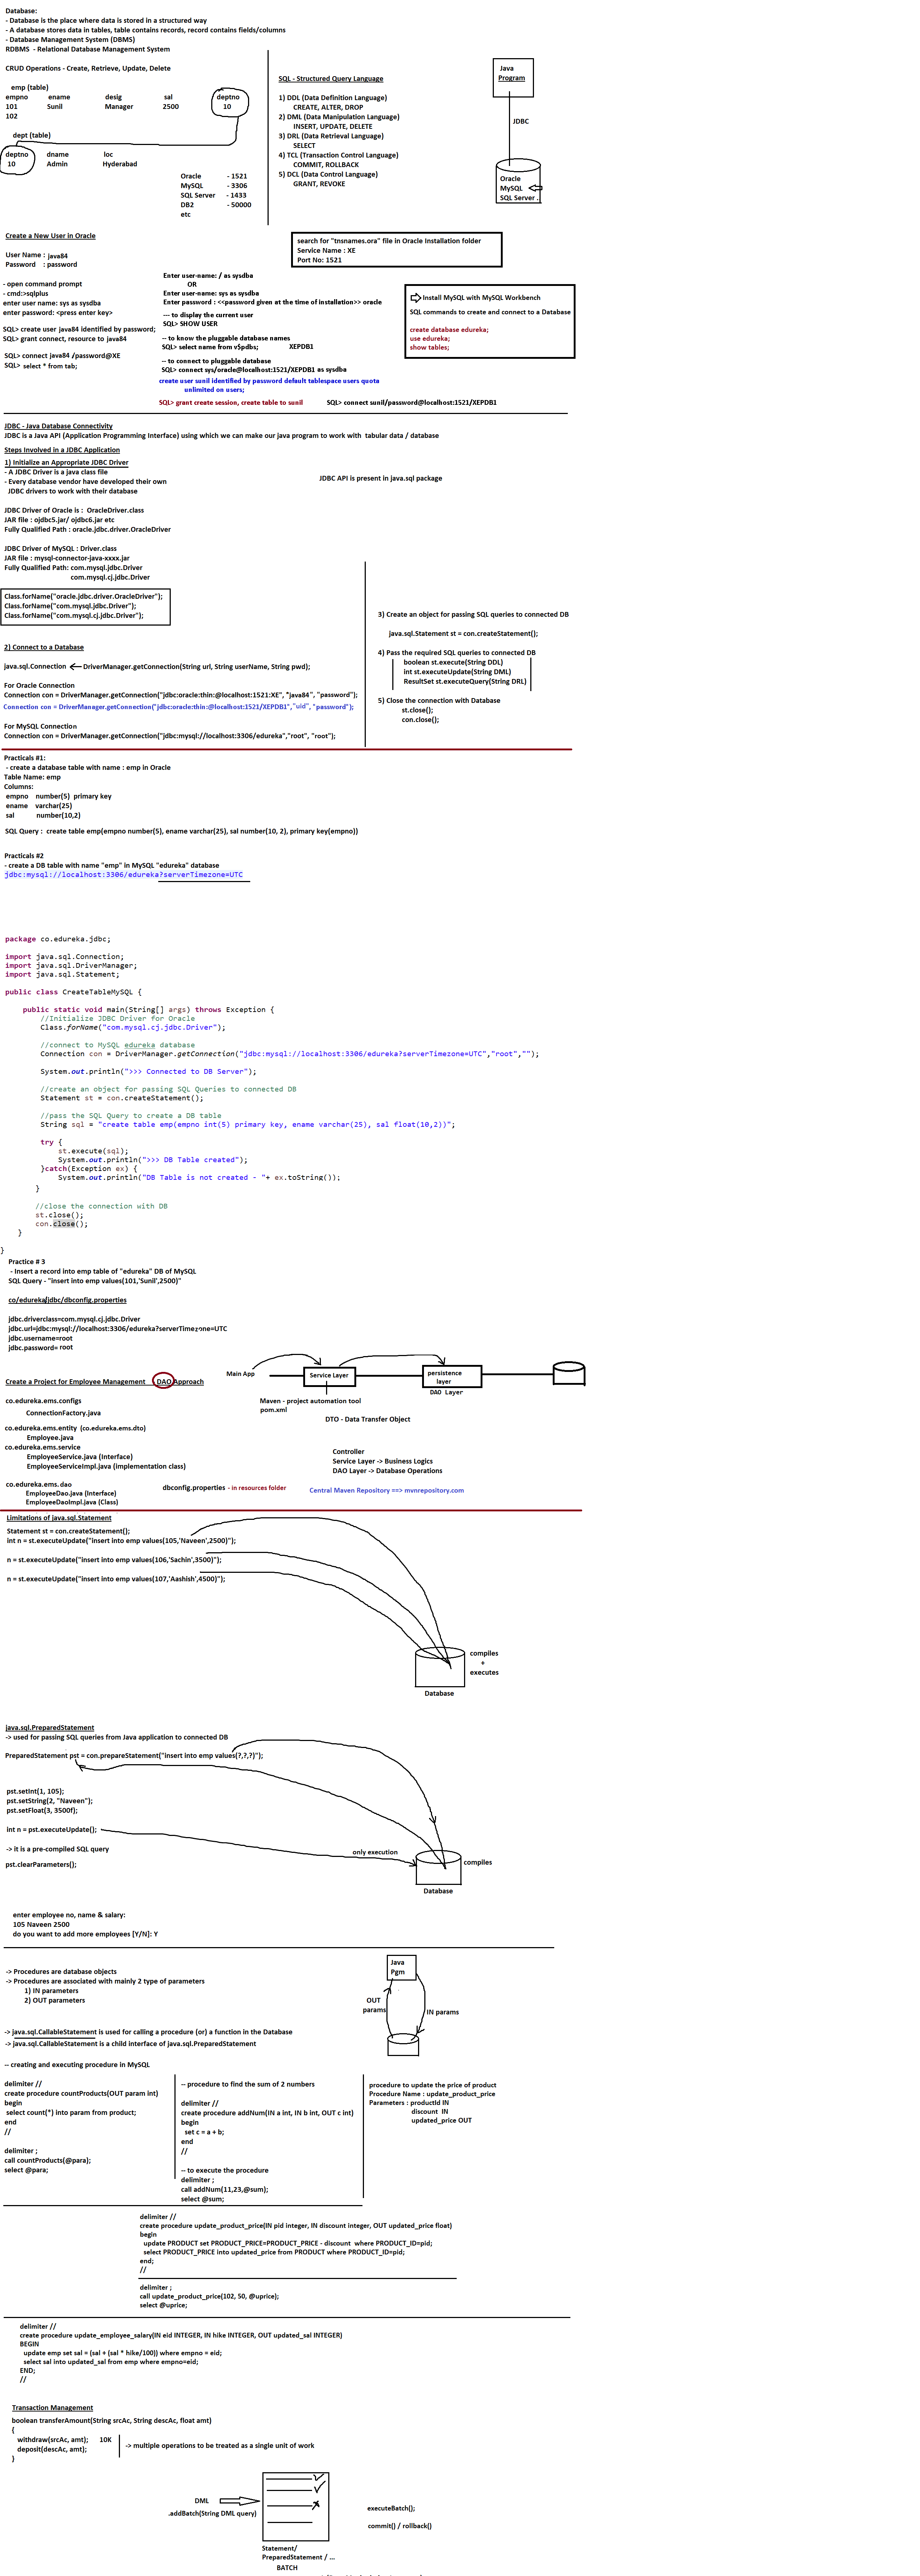 Database:
- Database is the place where data is stored in a structured way
- A database stores data in tables, table contains records, record contains fields/columns
- Database Management System (DBMS)
RDBMS - Relational Database Management System
CRUD Operations - Create, Retrieve, Update, Delete
emp (table)
empno ename desig sal deptno
101 Sunil Manager 2500 10
102
dept (table)
deptno dname loc
10 Admin Hyderabad
Oracle - 1521
MySQL - 3306
SQL Server - 1433
DB2 - 50000
etc
SQL - Structured Query Language
1) DDL (Data Definition Language)
CREATE, ALTER, DROP
2) DML (Data Manipulation Language)
INSERT, UPDATE, DELETE
3) DRL (Data Retrieval Language)
SELECT
4) TCL (Transaction Control Language)
COMMIT, ROLLBACK
5) DCL (Data Control Language)
GRANT, REVOKE
Java
Program
JDBC
Oracle
MySQL
SQL Server .
Create a New User in Oracle
User Name : java84
Password : password
- open command prompt
- cmd:>sqlplus
enter user name: sys as sysdba
enter password: <press enter key>
SQL> create user java84 identified by password;
SQL> grant connect, resource to java84
SQL> connect java84 /password@XE
SQL> select * from tab;
search for "tnsnames.ora" file in Oracle Installation folder
Service Name : XE
Port No: 1521
Enter user-name: / as sysdba
OR
Enter user-name: sys as sysdba
Enter password : <<password given at the time of installation>> oracle
--- to display the current user
SQL> SHOW USER
-- to know the pluggable database names
SQL> select name from v$pdbs; XEPDB1
-- to connect to pluggable database
SQL> connect sys/oracle@localhost:1521/XEPDB1 as sysdba
create user sunil identified by password default tablespace users quota
unlimited on users;
SQL> grant create session, create table to sunil SQL> connect sunil/password@localhost:1521/XEPDB1
Install MySQL with MySQL Workbench
SQL commands to create and connect to a Database
create database edureka;
use edureka;
show tables;
JDBC - Java Database Connectivity
JDBC is a Java API (Application Programming Interface) using which we can make our java program to work with tabular data / database
Steps Involved in a JDBC Application
1) Initialize an Appropriate JDBC Driver
- A JDBC Driver is a java class file
- Every database vendor have developed their own
JDBC drivers to work with their database
JDBC API is present in java.sql package
JDBC Driver of Oracle is : OracleDriver.class
JAR file : ojdbc5.jar/ ojdbc6.jar etc
Fully Qualified Path : oracle.jdbc.driver.OracleDriver
JDBC Driver of MySQL : Driver.class
JAR file : mysql-connector-java-xxxx.jar
Fully Qualified Path: com.mysql.jdbc.Driver
com.mysql.cj.jdbc.Driver
Class.forName("oracle.jdbc.driver.OracleDriver");
Class.forName("com.mysql.jdbc.Driver");
Class.forName("com.mysql.cj.jdbc.Driver");
2) Connect to a Database
java.sql.Connection DriverManager.getConnection(String url, String userName, String pwd);
For Oracle Connection
Connection con = DriverManager.getConnection("jdbc:oracle:thin:@localhost:1521:XE", "java84", "password");
Connection con = DriverManager.getConnection("jdbc:oracle:thin:@localhost:1521/XEPDB1","uid", "password");
For MySQL Connection
Connection con = DriverManager.getConnection("jdbc:mysql://localhost:3306/edureka","root", "root");
3) Create an object for passing SQL queries to connected DB
java.sql.Statement st = con.createStatement();
4) Pass the required SQL queries to connected DB
boolean st.execute(String DDL)
int st.executeUpdate(String DML)
ResultSet st.executeQuery(String DRL)
5) Close the connection with Database
st.close();
con.close();
Practicals #1:
- create a database table with name : emp in Oracle
Table Name: emp
Columns:
empno number(5) primary key
ename varchar(25)
sal number(10,2)
SQL Query : create table emp(empno number(5), ename varchar(25), sal number(10, 2), primary key(empno))
Practicals #2
- create a DB table with name "emp" in MySQL "edureka" database
jdbc:mysql://localhost:3306/edureka?serverTimezone=UTC
package co.edureka.jdbc;
import java.sql.Connection;
import java.sql.DriverManager;
import java.sql.Statement;
public class CreateTableMySQL {
public static void main(String[] args) throws Exception {
//Initialize JDBC Driver for Oracle
Class.forName("com.mysql.cj.jdbc.Driver");
//connect to MySQL edureka database
Connection con = DriverManager.getConnection("jdbc:mysql://localhost:3306/edureka?serverTimezone=UTC","root","");
System.out.println(">>> Connected to DB Server");
//create an object for passing SQL Queries to connected DB
Statement st = con.createStatement();
//pass the SQL Query to create a DB table
String sql = "create table emp(empno int(5) primary key, ename varchar(25), sal float(10,2))";
try {
st.execute(sql);
System.out.println(">>> DB Table created");
}catch(Exception ex) {
System.out.println("DB Table is not created - "+ ex.toString());
}
//close the connection with DB
st.close();
con.close();
}
}
Practice # 3
- Insert a record into emp table of "edureka" DB of MySQL
SQL Query - "insert into emp values(101,'Sunil',2500)"
co/edureka/jdbc/dbconfig.properties
jdbc.driverclass=com.mysql.cj.jdbc.Driver
jdbc.url=jdbc:mysql://localhost:3306/edureka?serverTimezone=UTC
jdbc.username=root
jdbc.password= root
Main App Service Layer persistence
layer
DAO Layer
Create a Project for Employee Management DAO Approach
Maven - project automation tool
pom.xml
DTO - Data Transfer Object
co.edureka.ems.configs
ConnectionFactory.java
co.edureka.ems.entity (co.edureka.ems.dto)
Employee.java
co.edureka.ems.service
EmployeeService.java (Interface)
EmployeeServiceImpl.java (implementation class)
co.edureka.ems.dao
EmployeeDao.java (Interface)
EmployeeDaoImpl.java (Class)
Controller
Service Layer -> Business Logics
DAO Layer -> Database Operations
dbconfig.properties - in resources folder
Central Maven Repository ==> mvnrepository.com
Limitations of java.sql.Statement
Statement st = con.createStatement();
int n = st.executeUpdate("insert into emp values(105,'Naveen',2500)");
n = st.executeUpdate("insert into emp values(106,'Sachin',3500)");
n = st.executeUpdate("insert into emp values(107,'Aashish',4500)");
compiles
+
executes
Database
java.sql.PreparedStatement
-> used for passing SQL queries from Java application to connected DB
PreparedStatement pst = con.prepareStatement("insert into emp values(?,?,?)");
pst.setInt(1, 105);
pst.setString(2, "Naveen");
pst.setFloat(3, 3500f);
int n = pst.executeUpdate();
-> it is a pre-compiled SQL query
pst.clearParameters();
only execution
compiles
Database
enter employee no, name & salary:
105 Naveen 2500
do you want to add more employees [Y/N]: Y
-> Procedures are database objects
-> Procedures are associated with mainly 2 type of parameters
1) IN parameters
2) OUT parameters
Java
Pgm
OUT
params
IN params
-> java.sql.CallableStatement is used for calling a procedure (or) a function in the Database
-> java.sql.CallableStatement is a child interface of java.sql.PreparedStatement
-- creating and executing procedure in MySQL
delimiter //
create procedure countProducts(OUT param int)
begin
select count(*) into param from product;
end
//
delimiter ;
call countProducts(@para);
select @para;
-- procedure to find the sum of 2 numbers
delimiter //
create procedure addNum(IN a int, IN b int, OUT c int)
begin
set c = a + b;
end
//
-- to execute the procedure
delimiter ;
call addNum(11,23,@sum);
select @sum;
procedure to update the price of product
Procedure Name : update_product_price
Parameters : productId IN
discount IN
updated_price OUT
delimiter //
create procedure update_product_price(IN pid integer, IN discount integer, OUT updated_price float)
begin
update PRODUCT set PRODUCT_PRICE=PRODUCT_PRICE - discount where PRODUCT_ID=pid;
select PRODUCT_PRICE into updated_price from PRODUCT where PRODUCT_ID=pid;
end;
//
delimiter ;
call update_product_price(102, 50, @uprice);
select @uprice;
delimiter //
create procedure update_employee_salary(IN eid INTEGER, IN hike INTEGER, OUT updated_sal INTEGER)
BEGIN
update emp set sal = (sal + (sal * hike/100)) where empno = eid;
select sal into updated_sal from emp where empno=eid;
END;
//
Transaction Management
boolean transferAmount(String srcAc, String descAc, float amt)
{
withdraw(srcAc, amt); 10K
deposit(descAc, amt);
}
-> multiple operations to be treated as a single unit of work
DML
.addBatch(String DML query)
executeBatch();
commit() / rollback()
Statement/
PreparedStatement / ...
BATCH